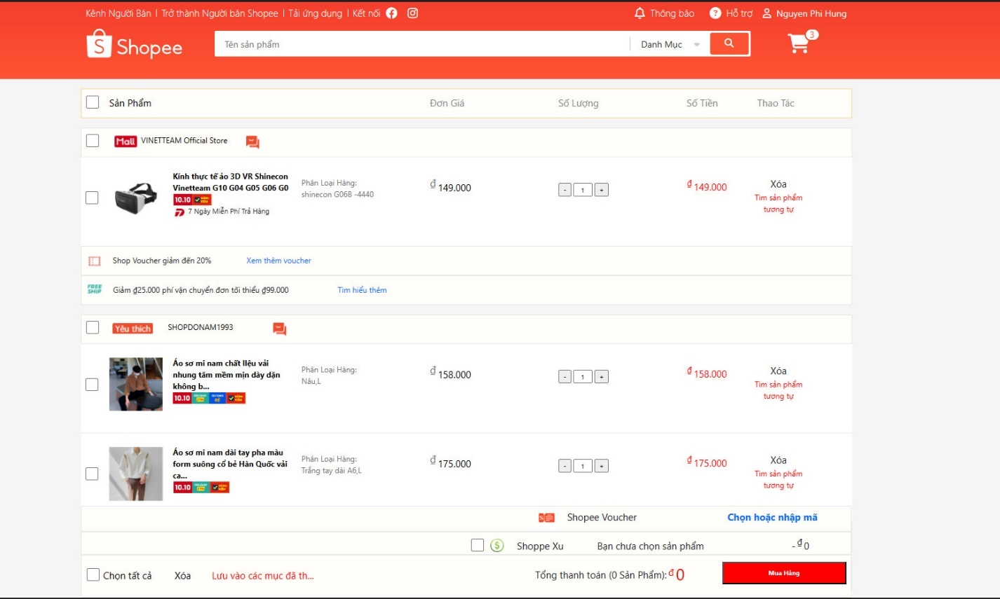 Kênh Người Bán | Trở thành Người bán Shopee | Tải ứng dụng | Kết nối
Thông báo ? Hỗ trợ Nguyen Phi Hung
S Shopee
Tên sản phẩm Danh Mục
3
Sản Phẩm Đơn Giá Số Lượng Số Tiền Thao Tác
Mall VINETTEAM Official Store
Kính thực tế ảo 3D VR Shinecon
Vinetteam G10 G04 G05 G06 G0
10.10
7 Ngày Miễn Phí Trả Hàng
Phân Loại Hàng:
shinecon G06B -4440
₫ 149.000
- 1 +
₫ 149.000
Xóa
Tìm sản phẩm
tương tự
Shop Voucher giảm đến 20% Xem thêm voucher
FREE SHIP Giảm ₫25.000 phí vận chuyển đơn tối thiểu ₫99.000 Tìm hiểu thêm
Yêu thích SHOPDONAM1993
Áo sơ mi nam chất lIệu vải
nhung tăm mềm mịn dày dặn
không b...
10.10 RẺ
Phân Loại Hàng:
Nâu,L
₫ 158.000
- 1 +
₫ 158.000
Xóa
Tìm sản phẩm
tương tự
Áo sơ mi nam dài tay pha màu
form suông cổ bẻ Hàn Quốc vải
ca...
10.10
Phân Loại Hàng:
Trắng tay dài A6,L
₫ 175.000
- 1 +
₫ 175.000
Xóa
Tìm sản phẩm
tương tự
Shopee Voucher Chọn hoặc nhập mã
$ Shoppe Xu Bạn chưa chọn sản phẩm -₫0
Chọn tất cả Xóa Lưu vào các mục đã th... Tổng thanh toán (0 Sản Phẩm): ₫0 Mua Hàng